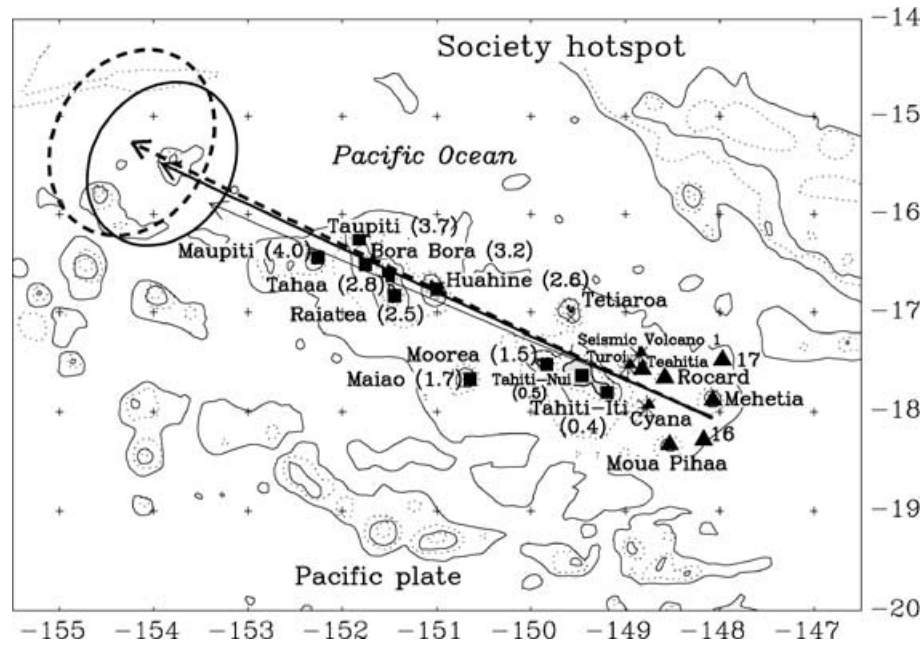 Society hotspot
Pacific Ocean
Taupiti (3.7)
Maupiti (4.0)
Bora Bora (3.2)
Tahaa (2.8)
Huahine (2.6)
Raiatea (2.5)
Tetiaroa
Seismic Volcano 1
Moorea (1.5)
Turoi
Teahitia
17
Maiao (1.7)
Tahiti-Nui
(0.5)
Rocard
Tahiti-Iti
(0.4)
Mehetia
Cyana
16
Moua Pihaa
Pacific plate
-14
-15
-16
-17
-18
-19
-20
-155 -154 -153 -152 -151 -150 -149 -148 -147